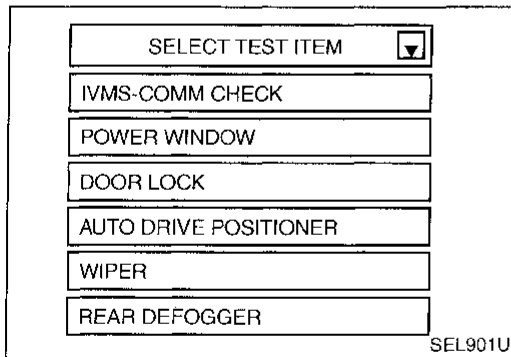 SELECT TEST ITEM
IVMS-COMM CHECK
POWER WINDOW
DOOR LOCK
AUTO DRIVE POSITIONER
WIPER
REAR DEFOGGER
SEL901U